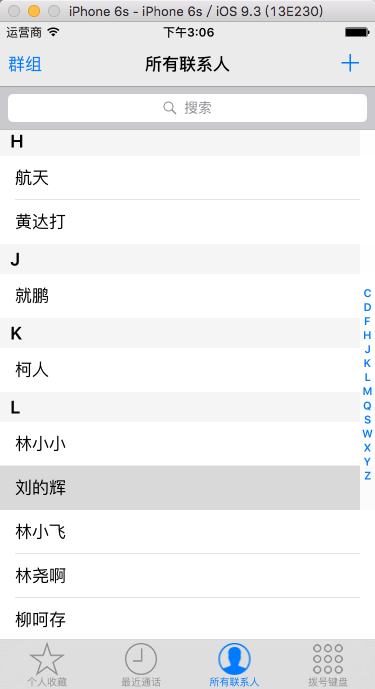 iPhone 6s - iPhone 6s / iOS 9.3 (13E230)
运营商 下午3:06
群组 所有联系人 +
搜索
H
航天
黄达打
J
就鹏
K
柯人
L
林小小
刘的辉
林小飞
林尧啊
柳呵存
C
D
F
H
J
K
L
M
Q
S
W
X
Y
Z
个人收藏 最近通话 所有联系人 拨号键盘